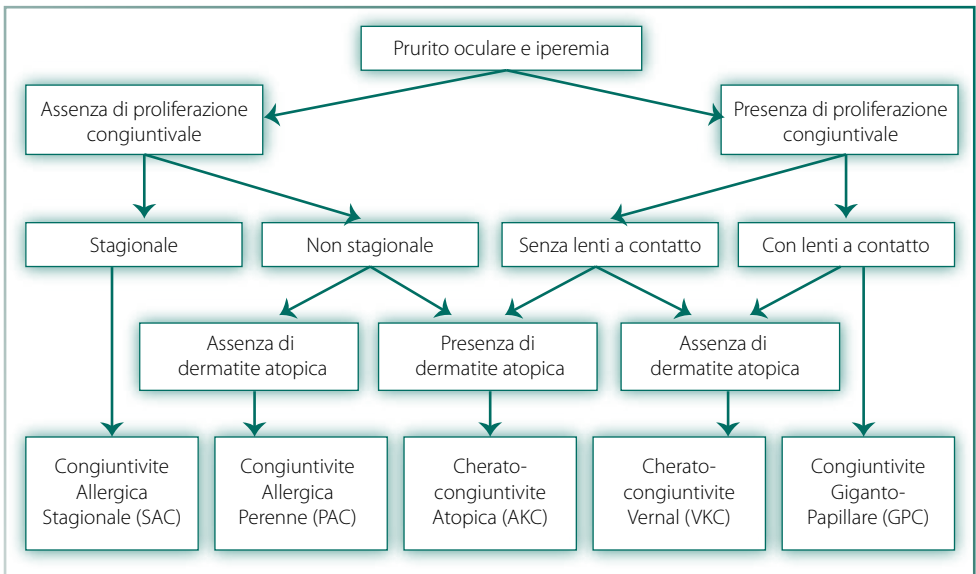 Prurito oculare e iperemia
Assenza di proliferazione
congiuntivale
Presenza di proliferazione
congiuntivale
Stagionale
Non stagionale
Senza lenti a contatto
Con lenti a contatto
Assenza di
dermatite atopica
Presenza di
dermatite atopica
Assenza di
dermatite atopica
Congiuntivite
Allergica
Stagionale (SAC)
Congiuntivite
Allergica
Perenne (PAC)
Cherato-
congiuntivite
Atopica (AKC)
Cherato-
congiuntivite
Vernal (VKC)
Congiuntivite
Giganto-
Papillare (GPC)